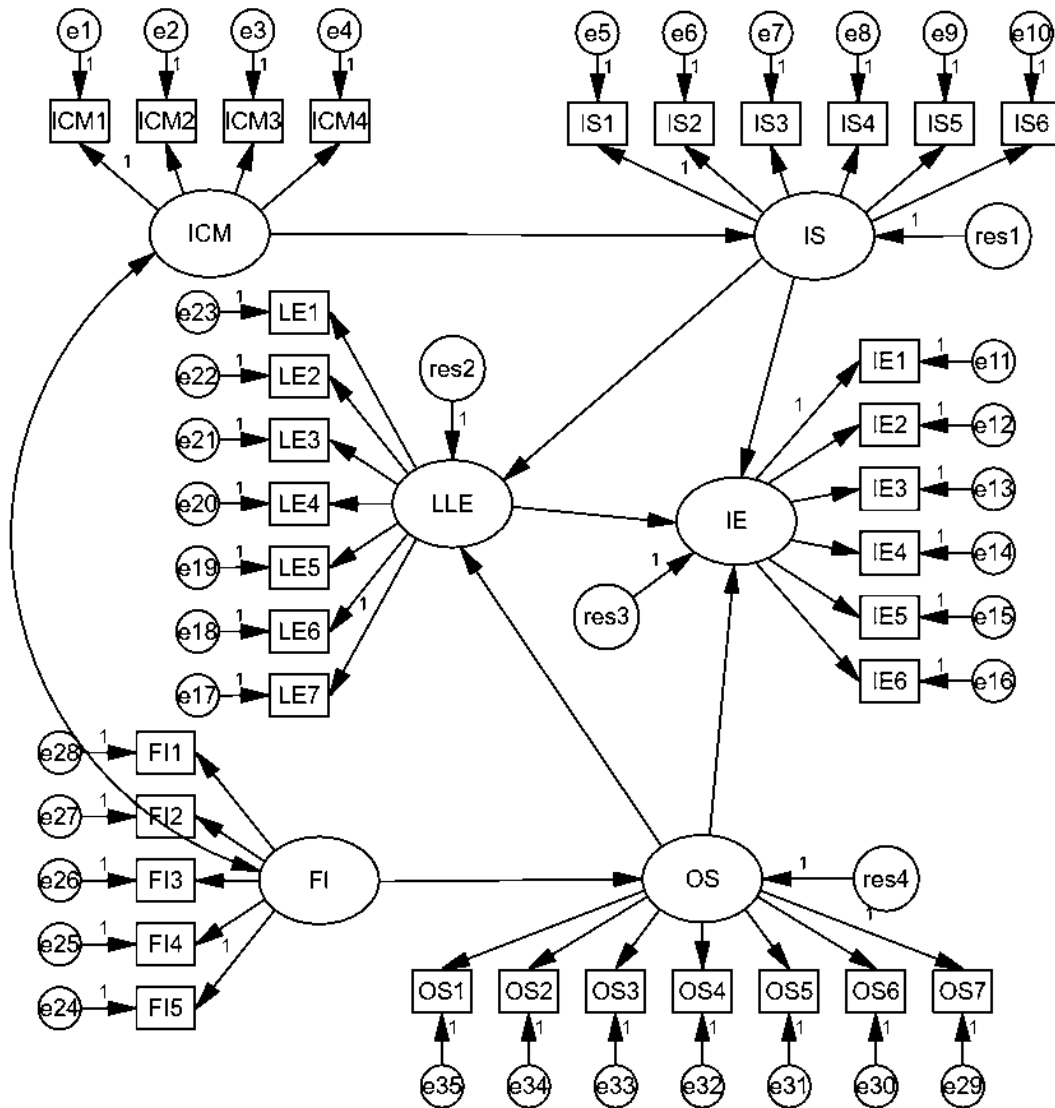 e1 e2 e3 e4 e5 e6 e7 e8 e9 e10
1 1 1 1 1 1 1 1 1 1
ICM1 ICM2 ICM3 ICM4 IS1 IS2 IS3 IS4 IS5 IS6
1 1
ICM IS 1 res1
e23 1 LE1
e22 1 LE2 res2 IE1 1 e11
1 1
e21 1 LE3 IE2 1 e12
e20 1 LE4 LLE IE IE3 1 e13
e19 1 LE5 1 IE4 1 e14
e18 1 LE6 1 res3 IE5 1 e15
e17 1 LE7 IE6 1 e16
e28 1 FI1
e27 1 FI2
e26 1 FI3 FI OS 1 res4
e25 1 FI4 1 1
e24 1 FI5 OS1 OS2 OS3 OS4 OS5 OS6 OS7
1 1 1 1 1 1 1
e35 e34 e33 e32 e31 e30 e29